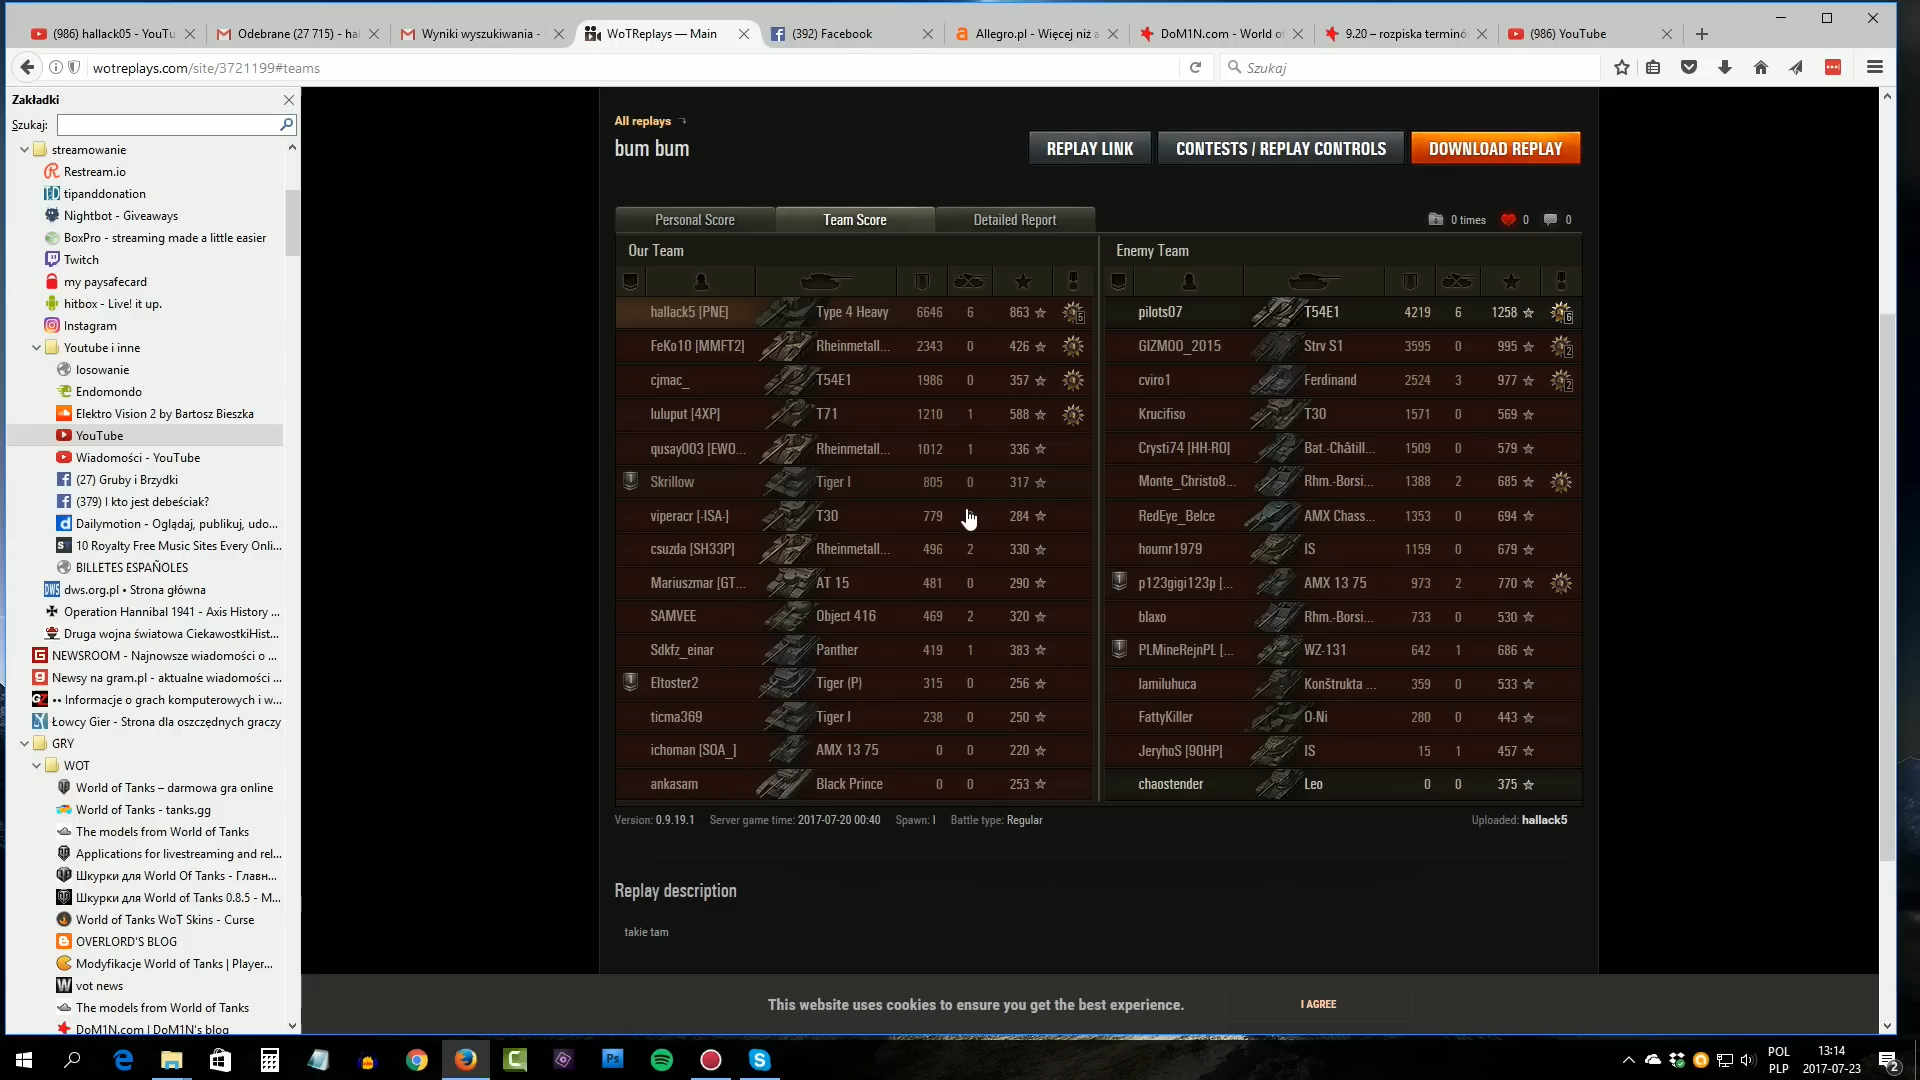 (986) hallack05 - YouTu
Odebrane (27 715) - hal
Wyniki wyszukiwania -
WoTReplays — Main
(392) Facebook
Allegro.pl - Więcej niż a
DoM1N.com - World of
9.20 – rozpiska terminów
(986) YouTube
wotreplays.com/site/3721199#teams
Szukaj
Zakładki
Szukaj:
streamowanie
Restream.io
tipanddonation
Nightbot - Giveaways
BoxPro - streaming made a little easier
Twitch
my paysafecard
hitbox - Live! it up.
Instagram
Youtube i inne
losowanie
Endomondo
Elektro Vision 2 by Bartosz Bieszka
YouTube
Wiadomości - YouTube
(27) Gruby i Brzydki
(379) I kto jest debeściak?
Dailymotion - Oglądaj, publikuj, udo...
10 Royalty Free Music Sites Every Onli...
BILLETES ESPAÑOLES
dws.org.pl • Strona główna
Operation Hannibal 1941 - Axis History ...
Druga wojna światowa CiekawostkiHist...
NEWSROOM - Najnowsze wiadomości o ...
Newsy na gram.pl - aktualne wiadomości ...
•• Informacje o grach komputerowych i w...
Łowcy Gier - Strona dla oszczędnych graczy
GRY
WOT
World of Tanks – darmowa gra online
World of Tanks - tanks.gg
The models from World of Tanks
Applications for livestreaming and rel...
Шкурки для World Of Tanks - Главн...
Шкурки для World of Tanks 0.8.5 - M...
World of Tanks WoT Skins - Curse
OVERLORD'S BLOG
Modyfikacje World of Tanks | Player...
vot news
The models from World of Tanks
DoM1N.com | DoM1N's blog
All replays
bum bum
REPLAY LINK
CONTESTS / REPLAY CONTROLS
DOWNLOAD REPLAY
Personal Score
Team Score
Detailed Report
0 times 0 0
Our Team
hallack5 [PNE] Type 4 Heavy 6646 6 863 5
FeKo10 [MMFT2] Rheinmetall... 2343 0 426
cjmac_ T54E1 1986 0 357
luluput [4XP] T71 1210 1 588
qusay003 [EWO... Rheinmetall... 1012 1 336
Skrillow Tiger I 805 0 317
viperacr [-ISA-] T30 779 284
csuzda [SH33P] Rheinmetall... 496 2 330
Mariuszmar [GT... AT 15 481 0 290
SAMVEE Object 416 469 2 320
Sdkfz_einar Panther 419 1 383
Eltoster2 Tiger (P) 315 0 256
ticma369 Tiger I 238 0 250
ichoman [SOA_] AMX 13 75 0 0 220
ankasam Black Prince 0 0 253
Enemy Team
pilots07 T54E1 4219 6 1258 6
GIZMOO_2015 Strv S1 3595 0 995 2
cviro1 Ferdinand 2524 3 977 2
Krucifiso T30 1571 0 569
Crysti74 [HH-RO] Bat.-Châtill... 1509 0 579
Monte_Christo8... Rhm.-Borsi... 1388 2 685
RedEye_Belce AMX Chass... 1353 0 694
houmr1979 IS 1159 0 679
p123gigi123p [... AMX 13 75 973 2 770
blaxo Rhm.-Borsi... 733 0 530
PLMineRejnPL [... WZ-131 642 1 686
lamiluhuca Konštrukta ... 359 0 533
FattyKiller O-Ni 280 0 443
JeryhoS [90HP] IS 15 1 457
chaostender Leo 0 0 375
Version: 0.9.19.1 Server game time: 2017-07-20 00:40 Spawn: I Battle type: Regular
Uploaded: hallack5
Replay description
takie tam
This website uses cookies to ensure you get the best experience.
I AGREE
POL
PLP
13:14
2017-07-23
2